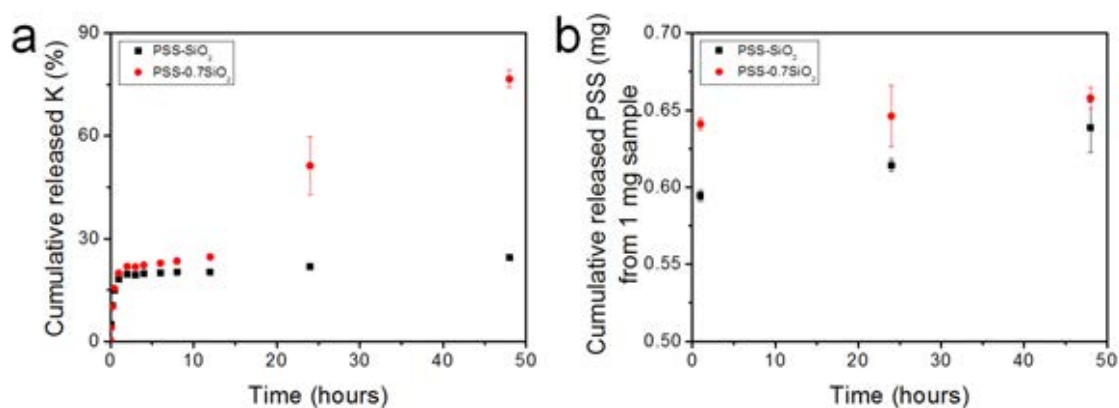 a
PSS-SiO₂
PSS-0.7SiO₂
Cumulative released K (%)
90
60
30
0
0 10 20 30 40 50
Time (hours)
b
PSS-SiO₂
PSS-0.7SiO₂
Cumulative released PSS (mg)
from 1 mg sample
0.70
0.65
0.60
0.55
0.50
0 10 20 30 40 50
Time (hours)